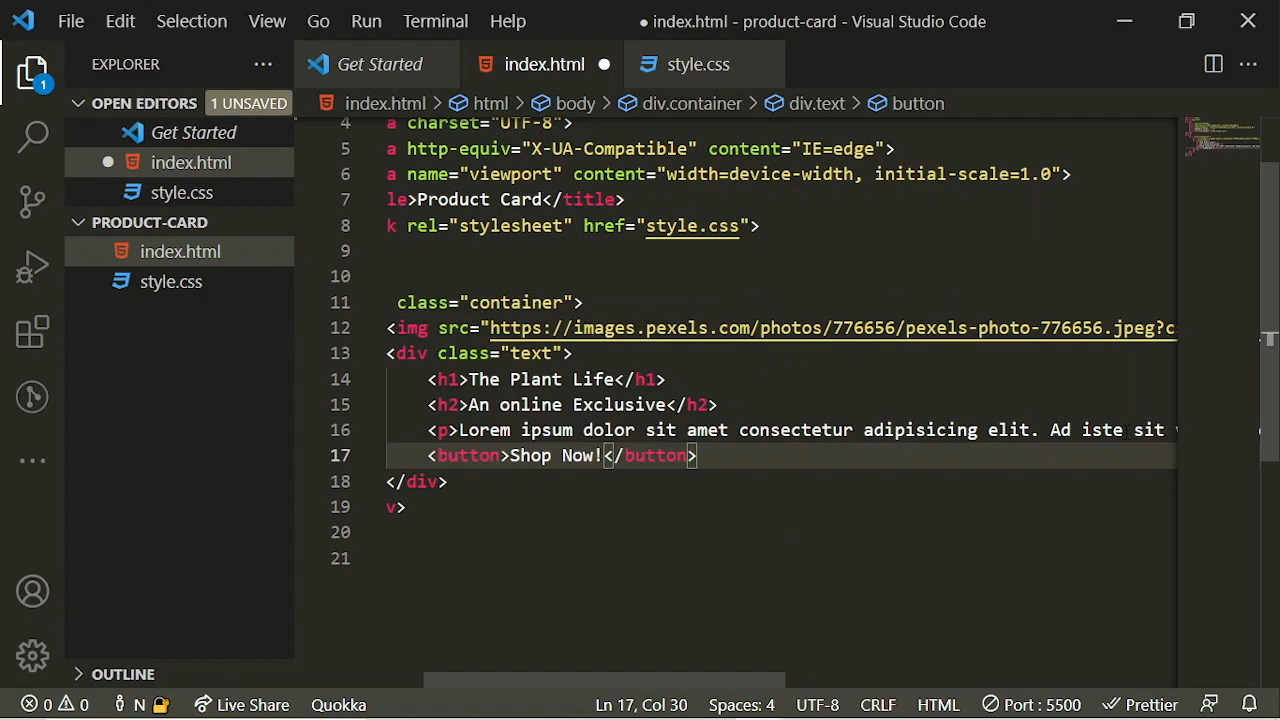 File Edit Selection View Go Run Terminal Help ● index.html - product-card - Visual Studio Code
EXPLORER ...
Get Started index.html style.css
OPEN EDITORS 1 UNSAVED
Get Started
index.html
style.css
PRODUCT-CARD
index.html
style.css
OUTLINE
1
index.html > html > body > div.container > div.text > button
4 a charset="UTF-8">
5 a http-equiv="X-UA-Compatible" content="IE=edge">
6 a name="viewport" content="width=device-width, initial-scale=1.0">
7 le>Product Card</title>
8 k rel="stylesheet" href="style.css">
9
10
11 class="container">
12 <img src="https://images.pexels.com/photos/776656/pexels-photo-776656.jpeg?c
13 <div class="text">
14 <h1>The Plant Life</h1>
15 <h2>An online Exclusive</h2>
16 <p>Lorem ipsum dolor sit amet consectetur adipisicing elit. Ad iste sit
17 <button>Shop Now!</button>
18 </div>
19 v>
20
21
0 0 N Live Share Quokka Ln 17, Col 30 Spaces: 4 UTF-8 CRLF HTML Port : 5500 Prettier